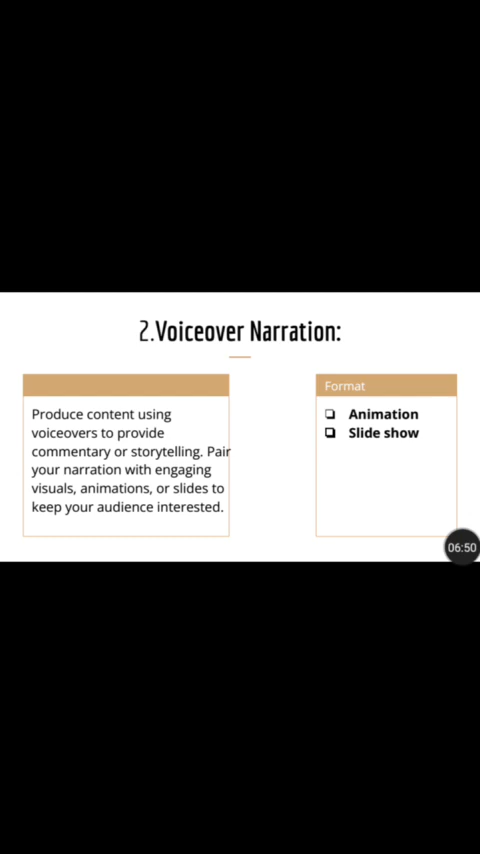 2.Voiceover Narration:
Produce content using
voiceovers to provide
commentary or storytelling. Pair
your narration with engaging
visuals, animations, or slides to
keep your audience interested.
Format
❏ Animation
❏ Slide show
06:50